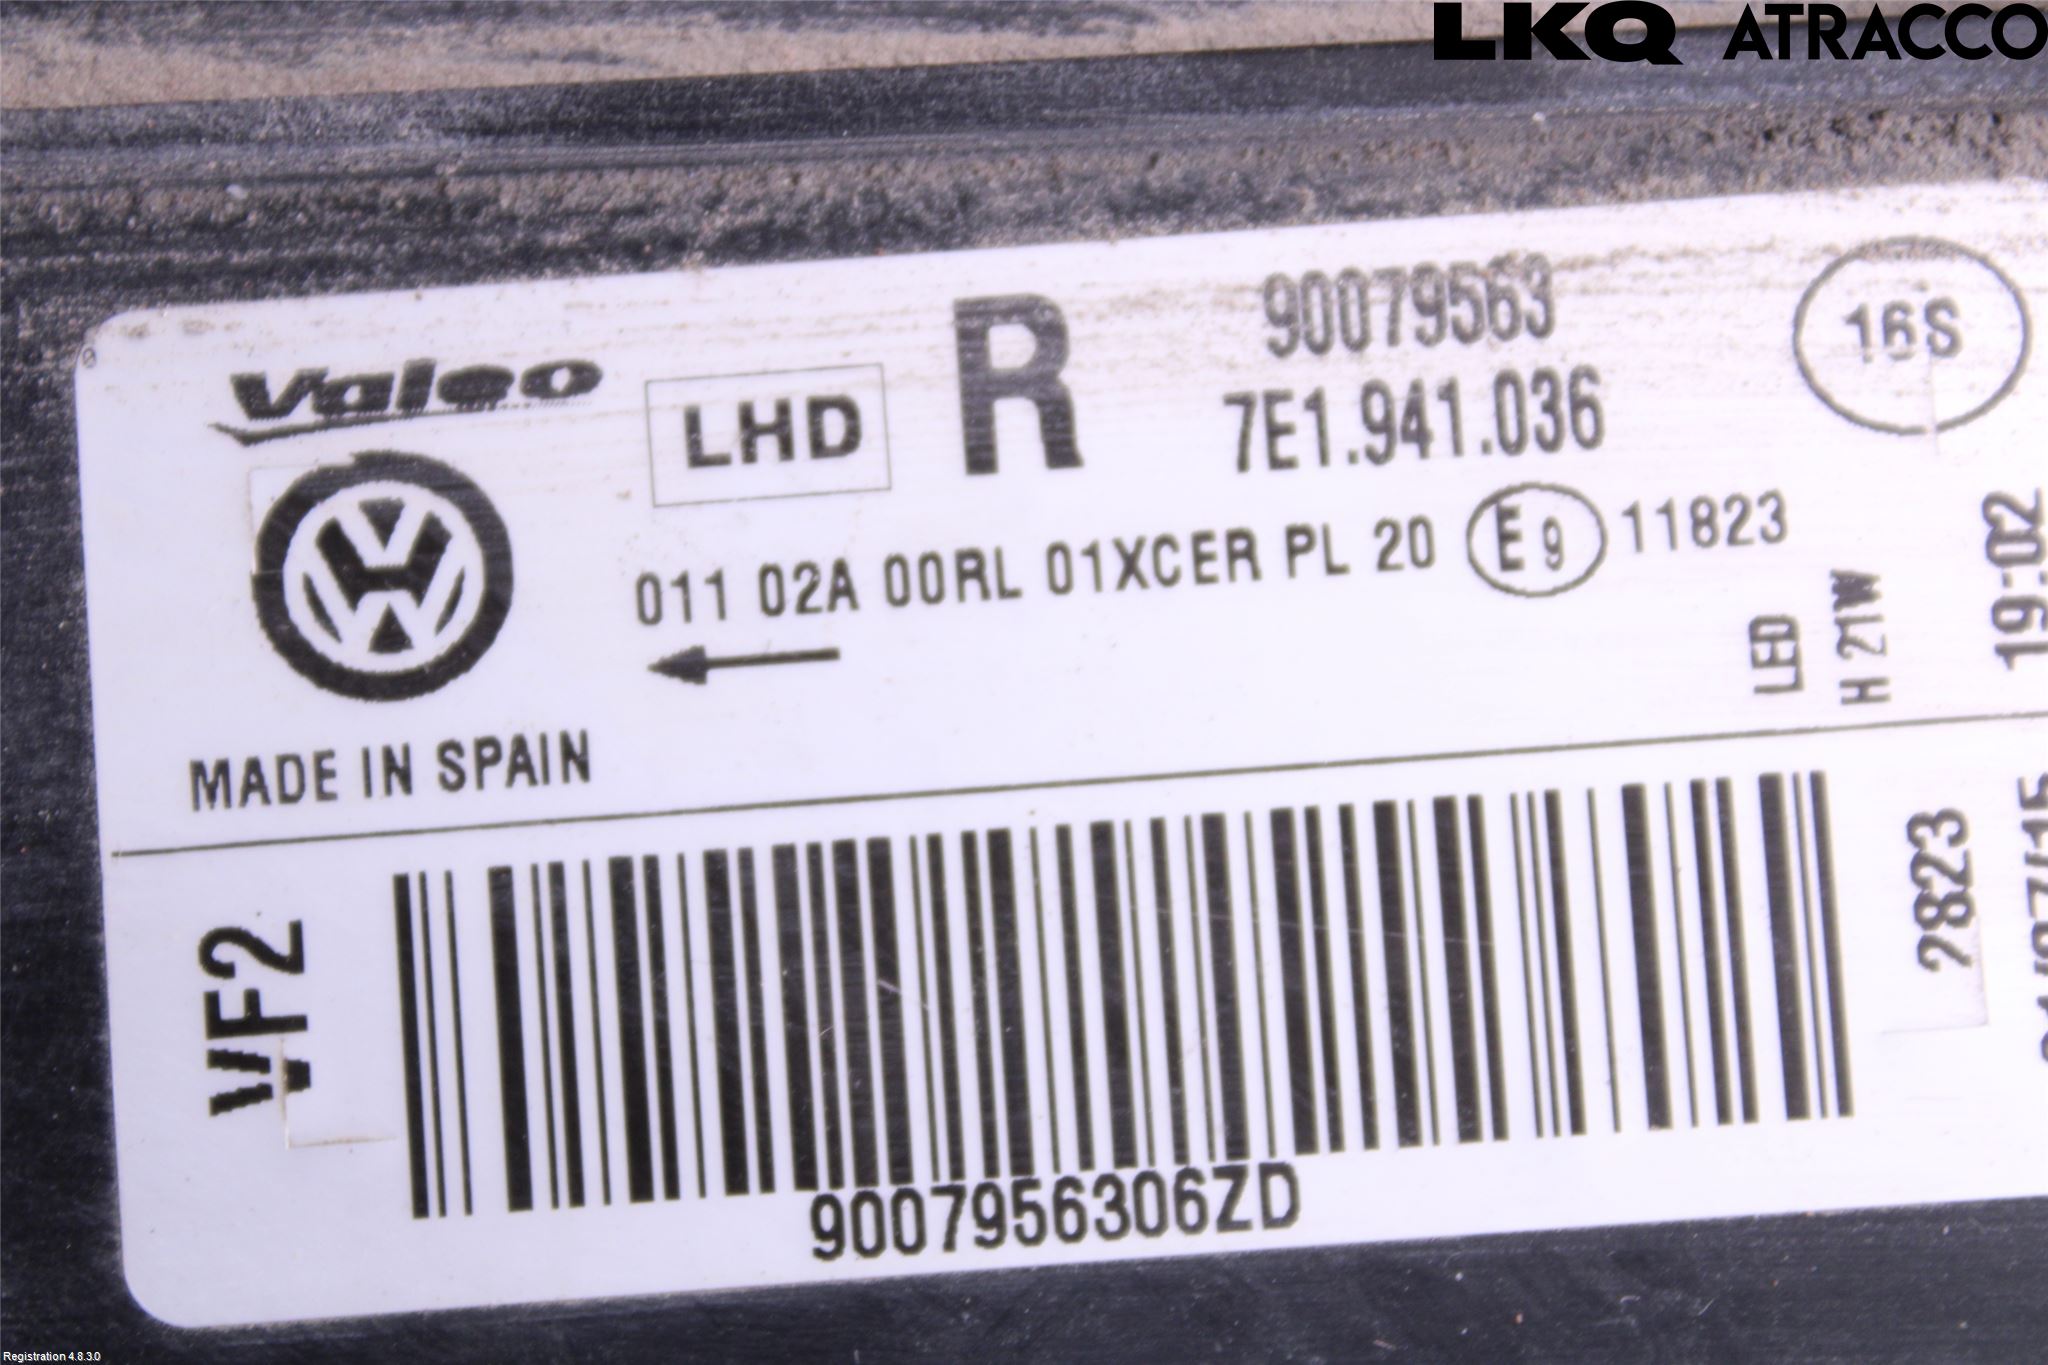 LKQ ATRACCO
Valeo
LHD
R
90079563
7E1.941.036
16S
011 02A 00RL 01XCER PL 20 E9 11823
LED
H 21W
19:02
MADE IN SPAIN
VF2
2823
9007956306ZD
Registration 4.8.3.0